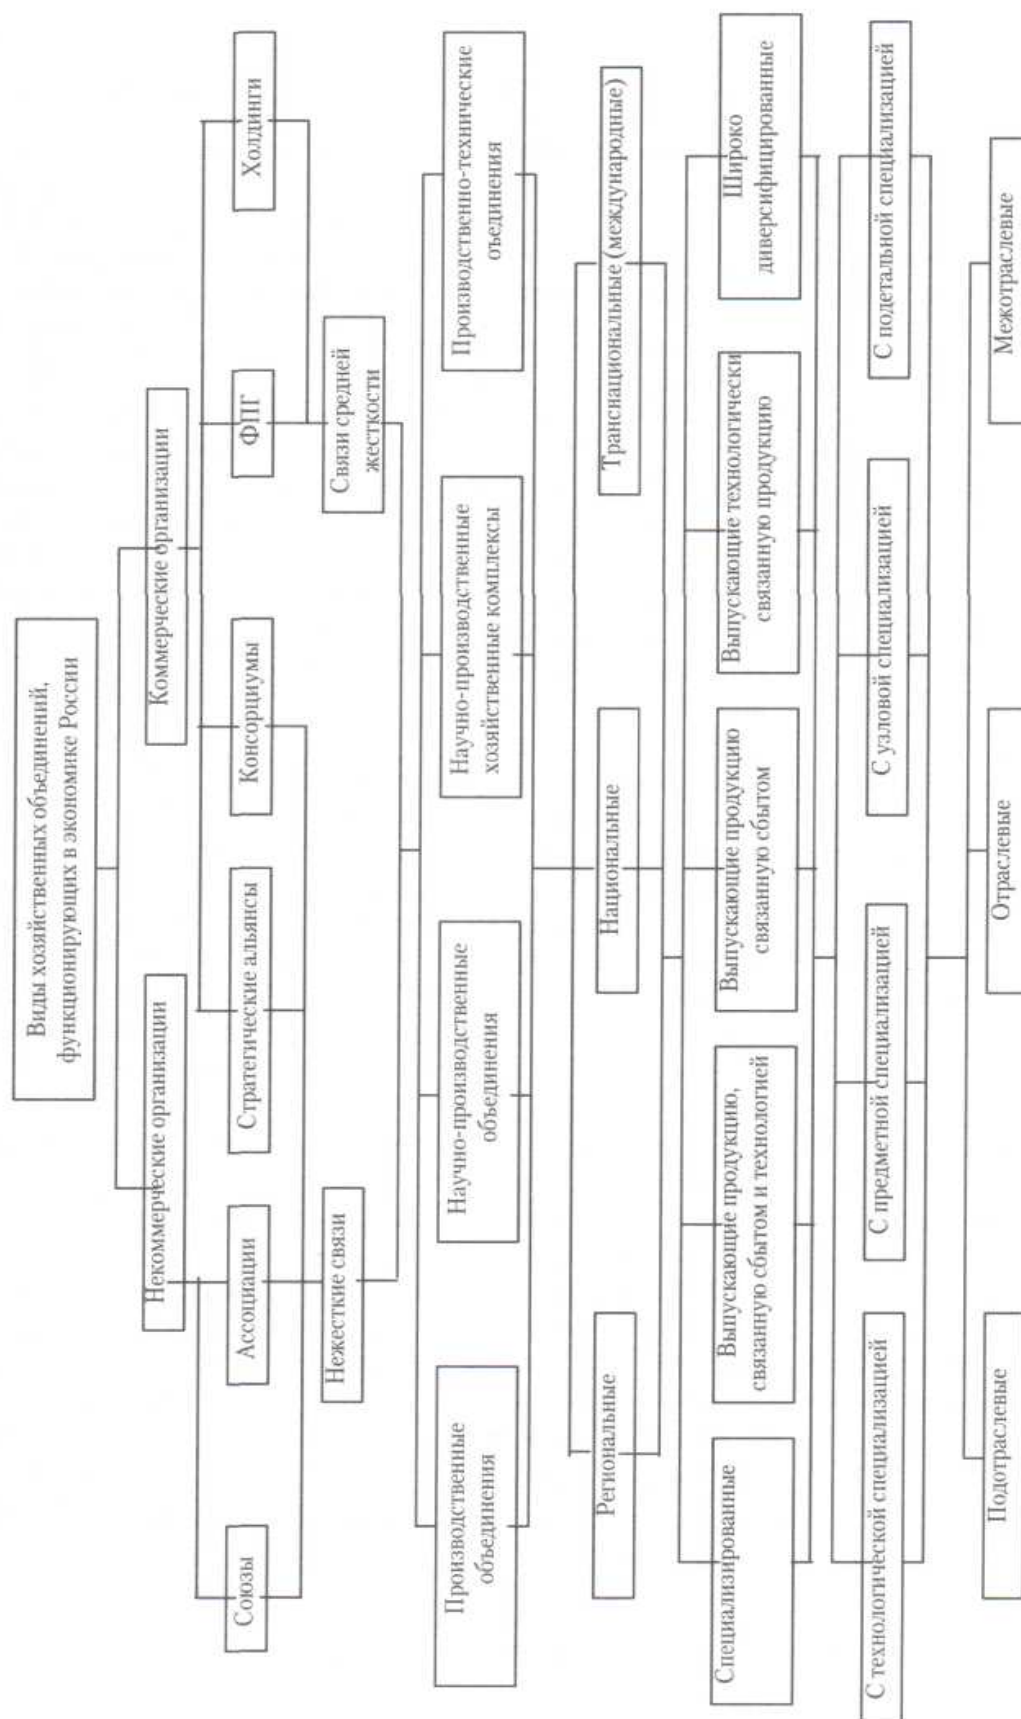 Виды хозяйственных объединений,
функционирующих в экономике России
Некоммерческие организации
Коммерческие организации
Союзы
Ассоциации
Стратегические альянсы
Консорциумы
ФПГ
Холдинги
Нежесткие связи
Связи средней
жесткости
Производственные
объединения
Научно-производственные
объединения
Научно-производственные
хозяйственные комплексы
Производственно-технические
оъединения
Региональные
Национальные
Транснациональные (международные)
Специализированные
Выпускающие продукцию,
связанную сбытом и технологией
Выпускающие продукцию
связанную сбытом
Выпускающие технологически
связанную продукцию
Широко
диверсифицированные
С технологической специализацией
С предметной специализацией
С узловой специализацией
С подетальной специализацией
Подотраслевые
Отраслевые
Межотраслевые